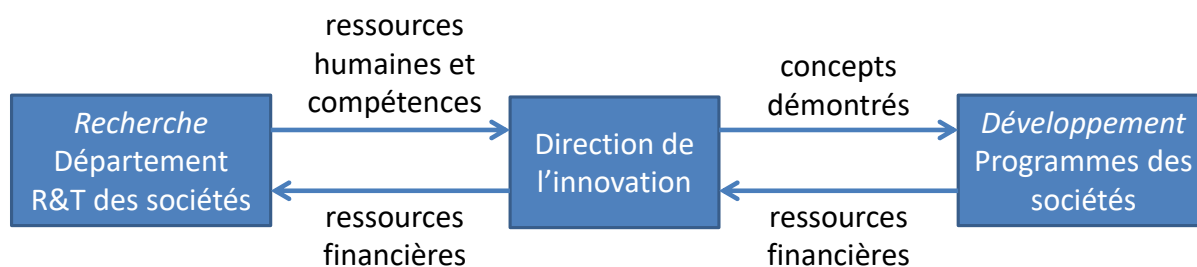 ressources
humaines et
compétences
concepts
démontrés
Recherche
Département
R&T des sociétés
Direction de
l’innovation
Développement
Programmes des
sociétés
ressources
financières
ressources
financières